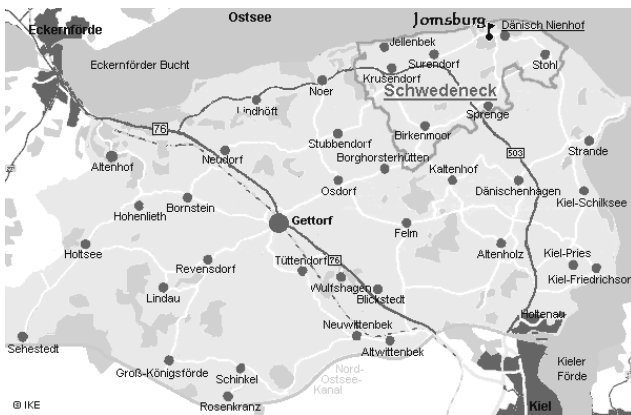 Ostsee
Jomsburg
Eckernförde
Dänisch Nienhof
Jellenbek
Eckernförder Bucht
Surendorf
Stohl
Krusendorf
Noer
Schwedeneck
Lindhöft
Sprenge
76
Birkenmoor
Stubbendorf
Strande
Neudorf
Borghorsterhütten
503
Altenhof
Kaltenhof
Osdorf
Dänischenhagen
Kiel-Schilksee
Hohenlieth
Bornstein
Gettorf
Felm
Holtsee
Altenholz
Kiel-Pries
Revensdorf
Tüttendorf
76
Kiel-Friedrichsor
Wulfshagen
Lindau
Blickstedt
Holtenau
Neuwittenbek
Sehestedt
Altwittenbek
Groß-Königsförde
Schinkel
Nord-
Ostsee-
Kanal
Kieler
Förde
Rosenkranz
© IKE
Kiel